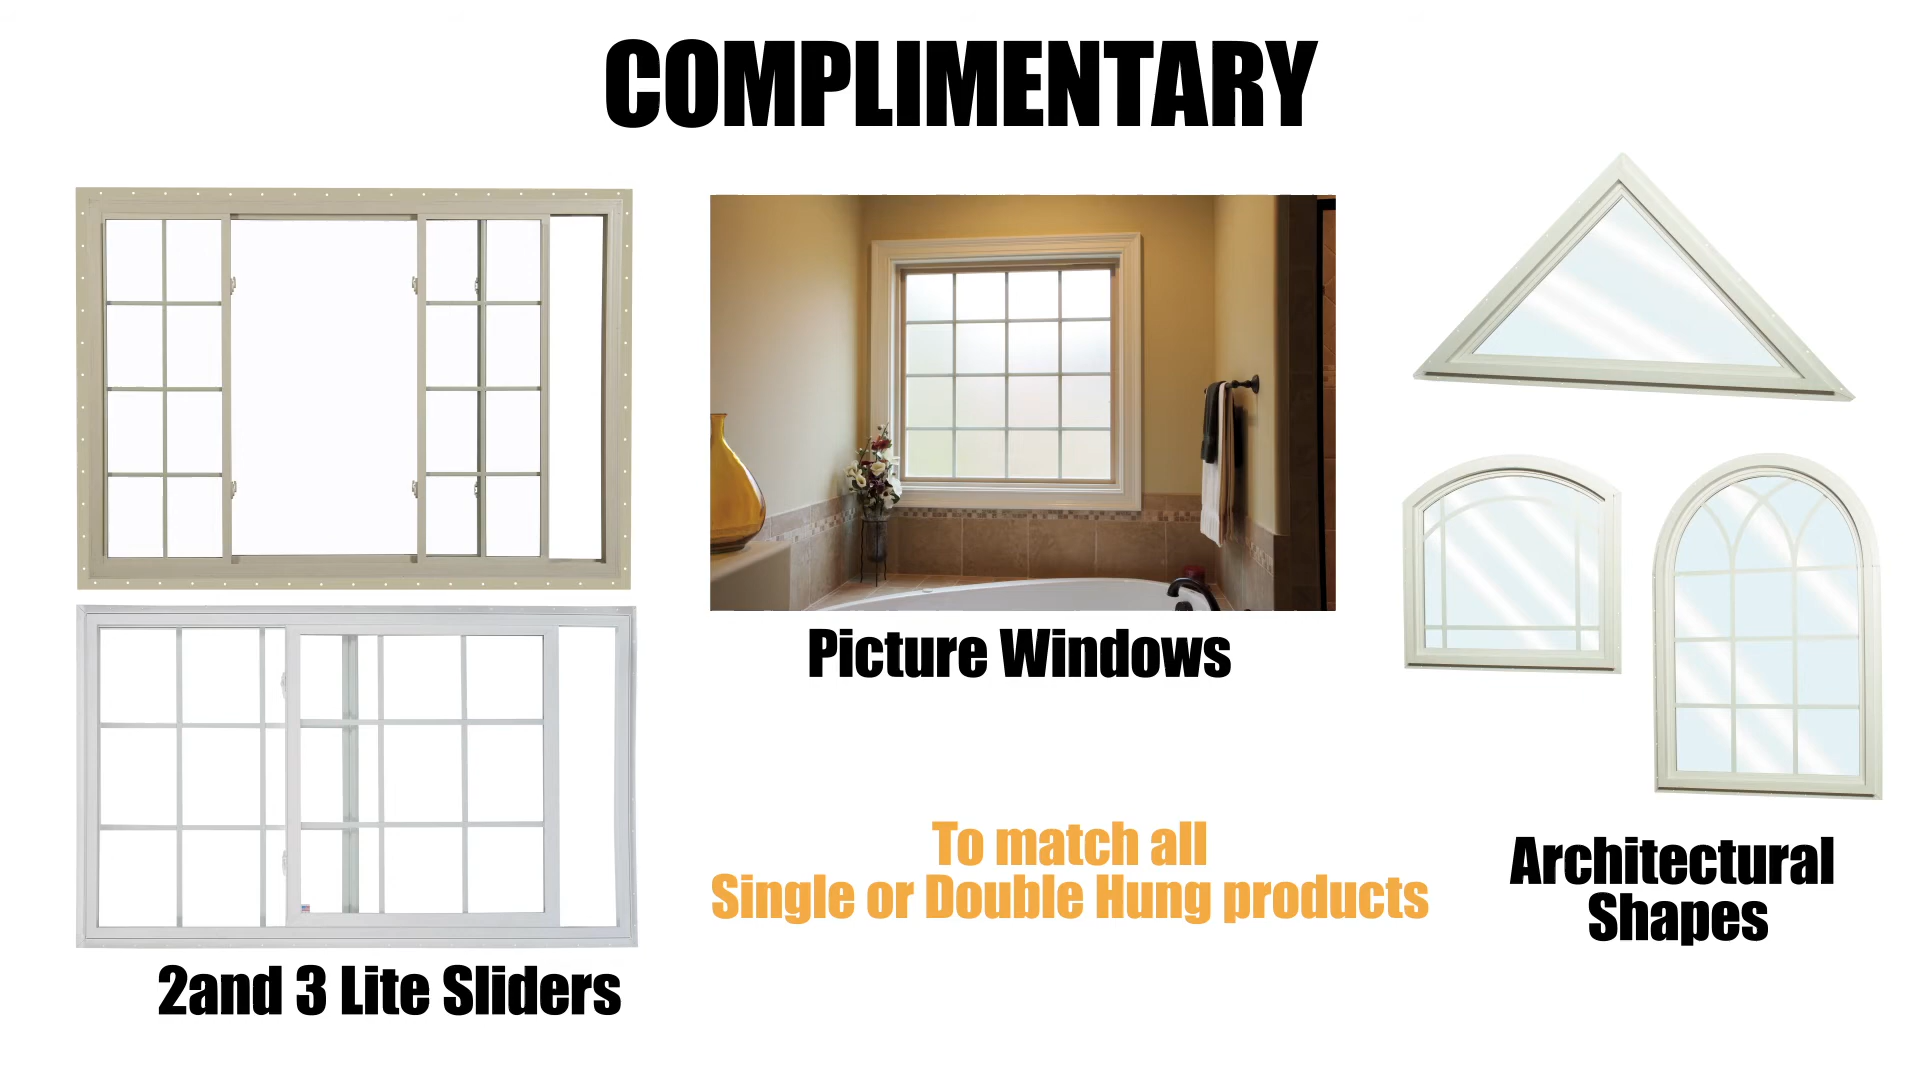 COMPLIMENTARY
Picture Windows
To match all
Single or Double Hung products
Architectural
Shapes
2and 3 Lite Sliders